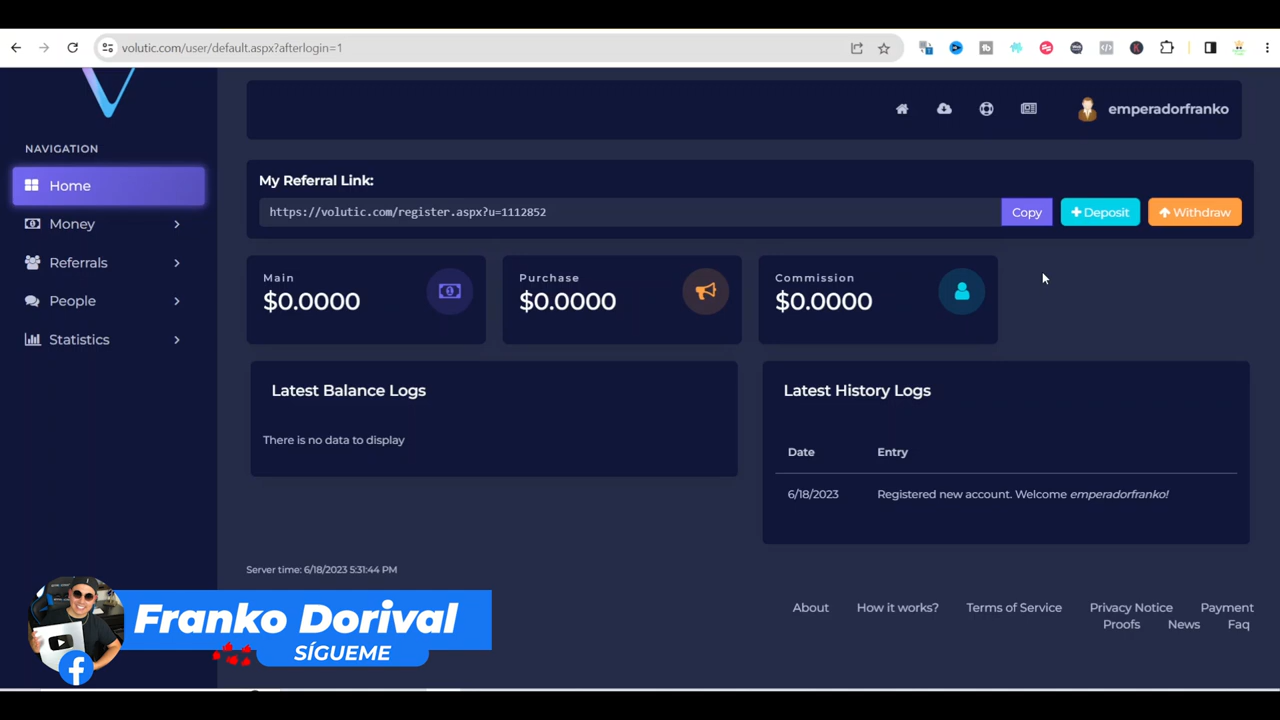 volutic.com/user/default.aspx?afterlogin=1
emperadorfranko
NAVIGATION
Home
Money
Referrals
People
Statistics
My Referral Link:
https://volutic.com/register.aspx?u=1112852
Copy
Deposit
Withdraw
Main
$0.0000
Purchase
$0.0000
Commission
$0.0000
Latest Balance Logs
There is no data to display
Latest History Logs
Date Entry
6/18/2023 Registered new account. Welcome emperadorfranko!
Server time: 6/18/2023 5:31:44 PM
About How it works? Terms of Service Privacy Notice Payment
Proofs News Faq
Franko Dorival
SÍGUEME